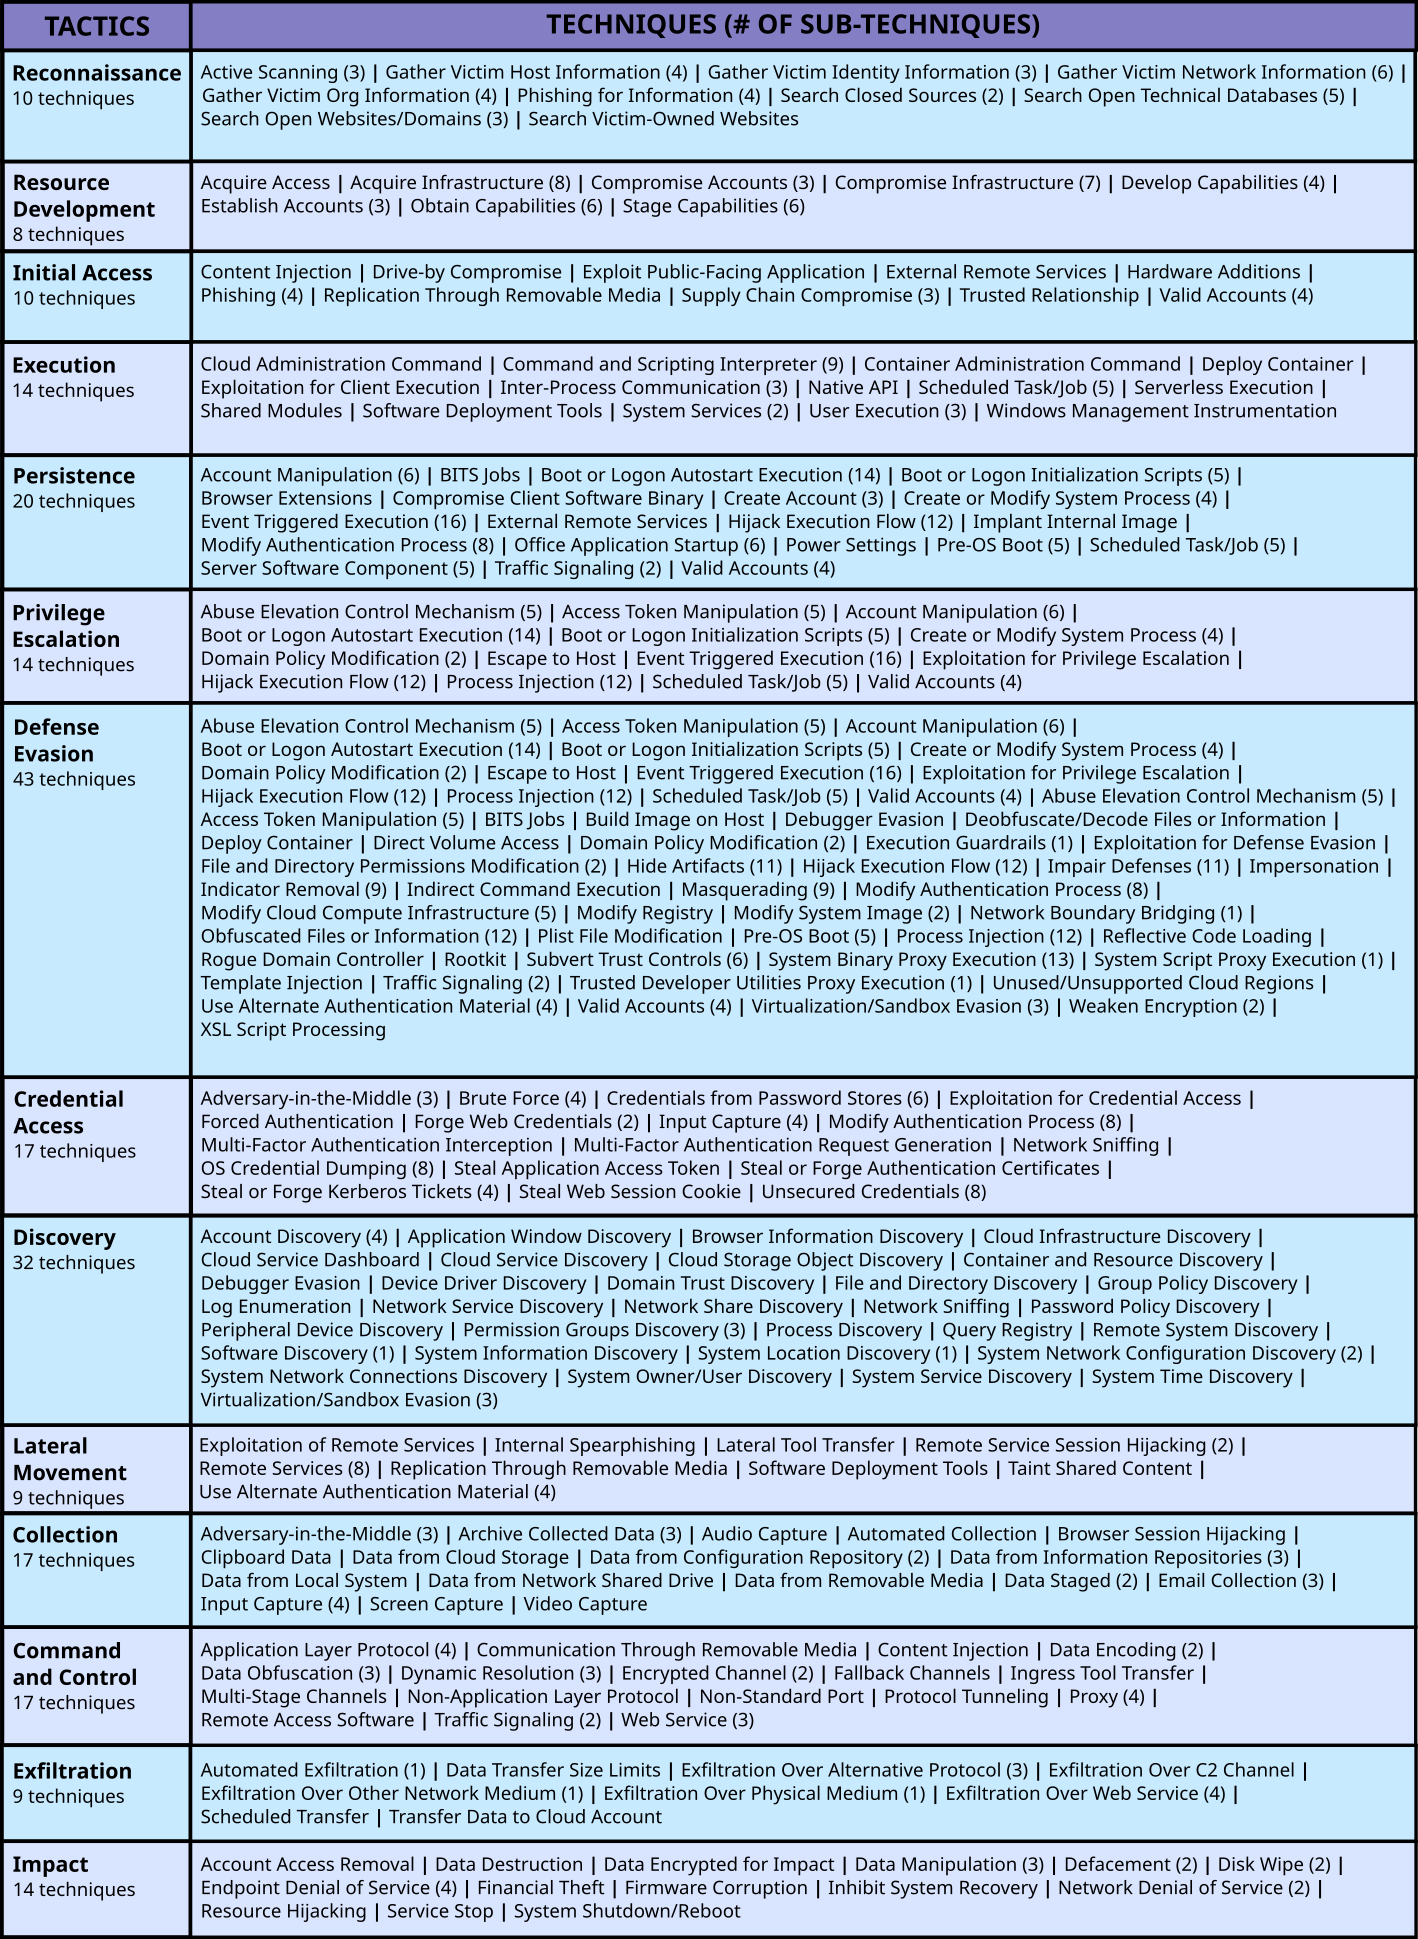 TACTICS
TECHNIQUES (# OF SUB-TECHNIQUES)
Reconnaissance
10 techniques
Active Scanning (3) | Gather Victim Host Information (4) | Gather Victim Identity Information (3) | Gather Victim Network Information (6) |
Gather Victim Org Information (4) | Phishing for Information (4) | Search Closed Sources (2) | Search Open Technical Databases (5) |
Search Open Websites/Domains (3) | Search Victim-Owned Websites
Resource
Development
8 techniques
Acquire Access | Acquire Infrastructure (8) | Compromise Accounts (3) | Compromise Infrastructure (7) | Develop Capabilities (4) |
Establish Accounts (3) | Obtain Capabilities (6) | Stage Capabilities (6)
Initial Access
10 techniques
Content Injection | Drive-by Compromise | Exploit Public-Facing Application | External Remote Services | Hardware Additions |
Phishing (4) | Replication Through Removable Media | Supply Chain Compromise (3) | Trusted Relationship | Valid Accounts (4)
Execution
14 techniques
Cloud Administration Command | Command and Scripting Interpreter (9) | Container Administration Command | Deploy Container |
Exploitation for Client Execution | Inter-Process Communication (3) | Native API | Scheduled Task/Job (5) | Serverless Execution |
Shared Modules | Software Deployment Tools | System Services (2) | User Execution (3) | Windows Management Instrumentation
Persistence
20 techniques
Account Manipulation (6) | BITS Jobs | Boot or Logon Autostart Execution (14) | Boot or Logon Initialization Scripts (5) |
Browser Extensions | Compromise Client Software Binary | Create Account (3) | Create or Modify System Process (4) |
Event Triggered Execution (16) | External Remote Services | Hijack Execution Flow (12) | Implant Internal Image |
Modify Authentication Process (8) | Office Application Startup (6) | Power Settings | Pre-OS Boot (5) | Scheduled Task/Job (5) |
Server Software Component (5) | Traffic Signaling (2) | Valid Accounts (4)
Privilege
Escalation
14 techniques
Abuse Elevation Control Mechanism (5) | Access Token Manipulation (5) | Account Manipulation (6) |
Boot or Logon Autostart Execution (14) | Boot or Logon Initialization Scripts (5) | Create or Modify System Process (4) |
Domain Policy Modification (2) | Escape to Host | Event Triggered Execution (16) | Exploitation for Privilege Escalation |
Hijack Execution Flow (12) | Process Injection (12) | Scheduled Task/Job (5) | Valid Accounts (4)
Defense
Evasion
43 techniques
Abuse Elevation Control Mechanism (5) | Access Token Manipulation (5) | Account Manipulation (6) |
Boot or Logon Autostart Execution (14) | Boot or Logon Initialization Scripts (5) | Create or Modify System Process (4) |
Domain Policy Modification (2) | Escape to Host | Event Triggered Execution (16) | Exploitation for Privilege Escalation |
Hijack Execution Flow (12) | Process Injection (12) | Scheduled Task/Job (5) | Valid Accounts (4) | Abuse Elevation Control Mechanism (5) |
Access Token Manipulation (5) | BITS Jobs | Build Image on Host | Debugger Evasion | Deobfuscate/Decode Files or Information |
Deploy Container | Direct Volume Access | Domain Policy Modification (2) | Execution Guardrails (1) | Exploitation for Defense Evasion |
File and Directory Permissions Modification (2) | Hide Artifacts (11) | Hijack Execution Flow (12) | Impair Defenses (11) | Impersonation |
Indicator Removal (9) | Indirect Command Execution | Masquerading (9) | Modify Authentication Process (8) |
Modify Cloud Compute Infrastructure (5) | Modify Registry | Modify System Image (2) | Network Boundary Bridging (1) |
Obfuscated Files or Information (12) | Plist File Modification | Pre-OS Boot (5) | Process Injection (12) | Reflective Code Loading |
Rogue Domain Controller | Rootkit | Subvert Trust Controls (6) | System Binary Proxy Execution (13) | System Script Proxy Execution (1) |
Template Injection | Traffic Signaling (2) | Trusted Developer Utilities Proxy Execution (1) | Unused/Unsupported Cloud Regions |
Use Alternate Authentication Material (4) | Valid Accounts (4) | Virtualization/Sandbox Evasion (3) | Weaken Encryption (2) |
XSL Script Processing
Credential
Access
17 techniques
Adversary-in-the-Middle (3) | Brute Force (4) | Credentials from Password Stores (6) | Exploitation for Credential Access |
Forced Authentication | Forge Web Credentials (2) | Input Capture (4) | Modify Authentication Process (8) |
Multi-Factor Authentication Interception | Multi-Factor Authentication Request Generation | Network Sniffing |
OS Credential Dumping (8) | Steal Application Access Token | Steal or Forge Authentication Certificates |
Steal or Forge Kerberos Tickets (4) | Steal Web Session Cookie | Unsecured Credentials (8)
Discovery
32 techniques
Account Discovery (4) | Application Window Discovery | Browser Information Discovery | Cloud Infrastructure Discovery |
Cloud Service Dashboard | Cloud Service Discovery | Cloud Storage Object Discovery | Container and Resource Discovery |
Debugger Evasion | Device Driver Discovery | Domain Trust Discovery | File and Directory Discovery | Group Policy Discovery |
Log Enumeration | Network Service Discovery | Network Share Discovery | Network Sniffing | Password Policy Discovery |
Peripheral Device Discovery | Permission Groups Discovery (3) | Process Discovery | Query Registry | Remote System Discovery |
Software Discovery (1) | System Information Discovery | System Location Discovery (1) | System Network Configuration Discovery (2) |
System Network Connections Discovery | System Owner/User Discovery | System Service Discovery | System Time Discovery |
Virtualization/Sandbox Evasion (3)
Lateral
Movement
9 techniques
Exploitation of Remote Services | Internal Spearphishing | Lateral Tool Transfer | Remote Service Session Hijacking (2) |
Remote Services (8) | Replication Through Removable Media | Software Deployment Tools | Taint Shared Content |
Use Alternate Authentication Material (4)
Collection
17 techniques
Adversary-in-the-Middle (3) | Archive Collected Data (3) | Audio Capture | Automated Collection | Browser Session Hijacking |
Clipboard Data | Data from Cloud Storage | Data from Configuration Repository (2) | Data from Information Repositories (3) |
Data from Local System | Data from Network Shared Drive | Data from Removable Media | Data Staged (2) | Email Collection (3) |
Input Capture (4) | Screen Capture | Video Capture
Command
and Control
17 techniques
Application Layer Protocol (4) | Communication Through Removable Media | Content Injection | Data Encoding (2) |
Data Obfuscation (3) | Dynamic Resolution (3) | Encrypted Channel (2) | Fallback Channels | Ingress Tool Transfer |
Multi-Stage Channels | Non-Application Layer Protocol | Non-Standard Port | Protocol Tunneling | Proxy (4) |
Remote Access Software | Traffic Signaling (2) | Web Service (3)
Exfiltration
9 techniques
Automated Exfiltration (1) | Data Transfer Size Limits | Exfiltration Over Alternative Protocol (3) | Exfiltration Over C2 Channel |
Exfiltration Over Other Network Medium (1) | Exfiltration Over Physical Medium (1) | Exfiltration Over Web Service (4) |
Scheduled Transfer | Transfer Data to Cloud Account
Impact
14 techniques
Account Access Removal | Data Destruction | Data Encrypted for Impact | Data Manipulation (3) | Defacement (2) | Disk Wipe (2) |
Endpoint Denial of Service (4) | Financial Theft | Firmware Corruption | Inhibit System Recovery | Network Denial of Service (2) |
Resource Hijacking | Service Stop | System Shutdown/Reboot